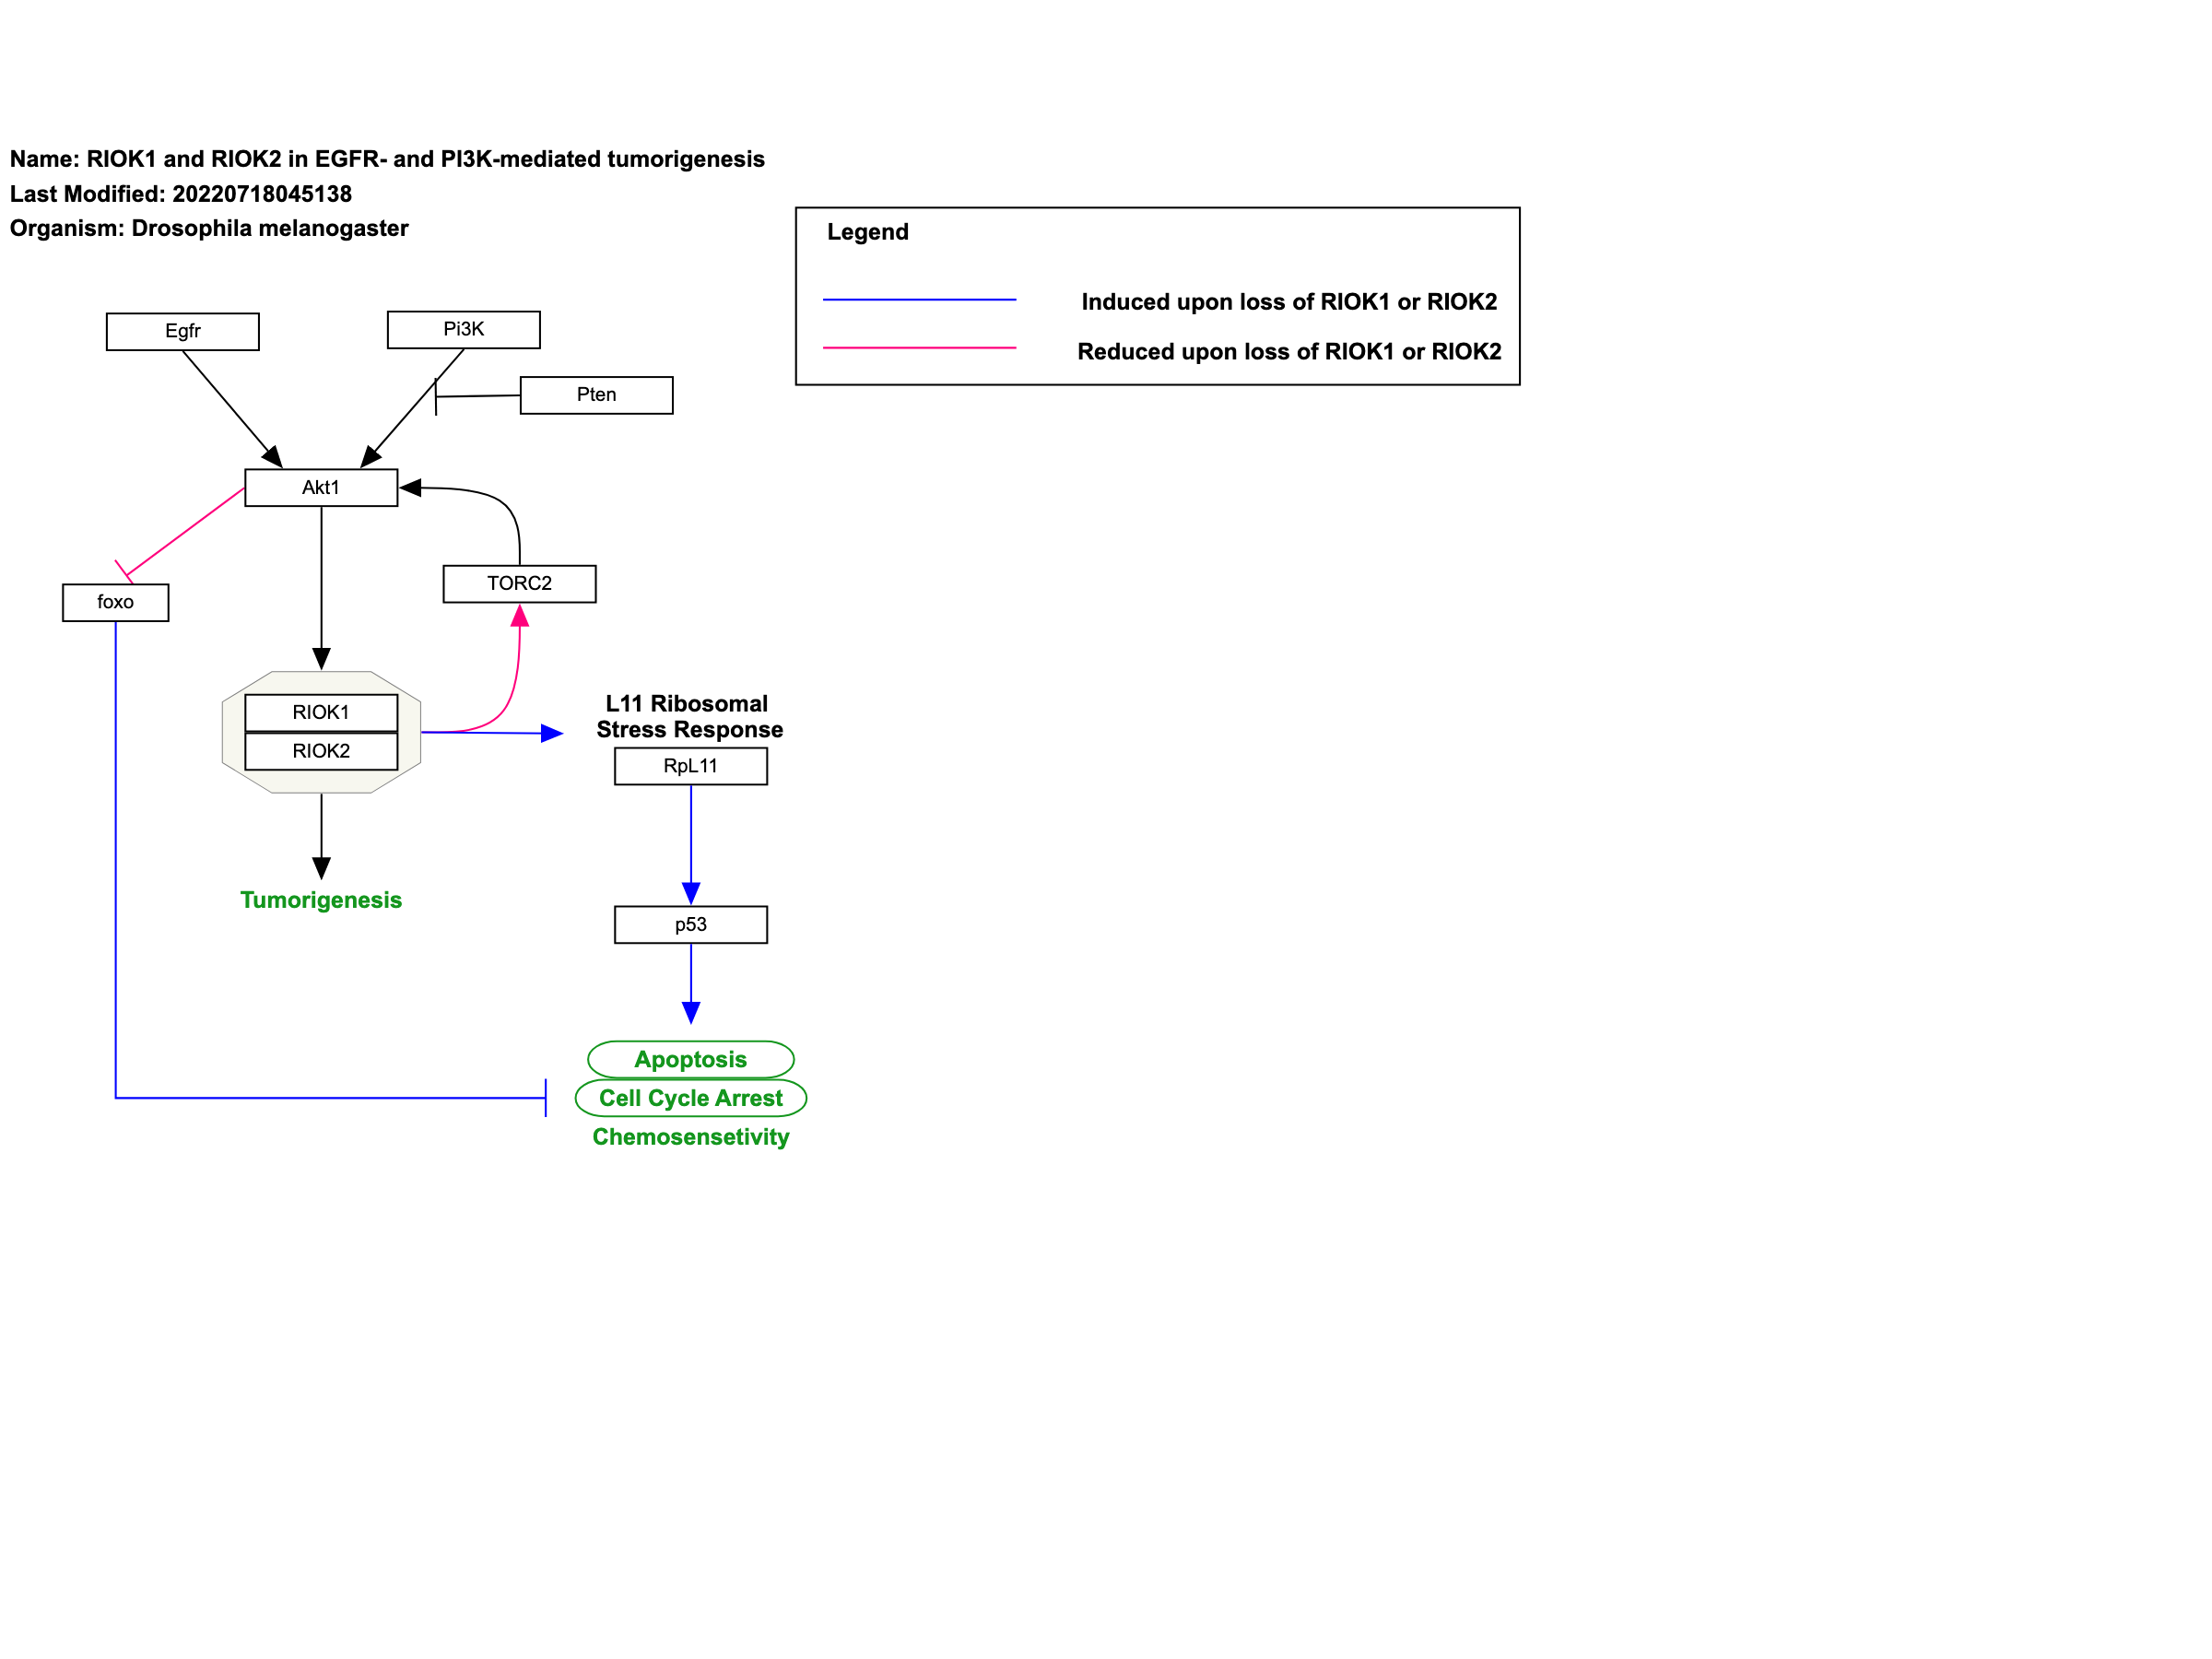 Name: RIOK1 and RIOK2 in EGFR- and PI3K-mediated tumorigenesis
Last Modified: 20220718045138
Organism: Drosophila melanogaster
Legend
Induced upon loss of RIOK1 or RIOK2
Reduced upon loss of RIOK1 or RIOK2
Egfr
Pi3K
Pten
Akt1
TORC2
foxo
RIOK1
RIOK2
L11 Ribosomal
Stress Response
RpL11
Tumorigenesis
p53
Apoptosis
Cell Cycle Arrest
Chemosensetivity